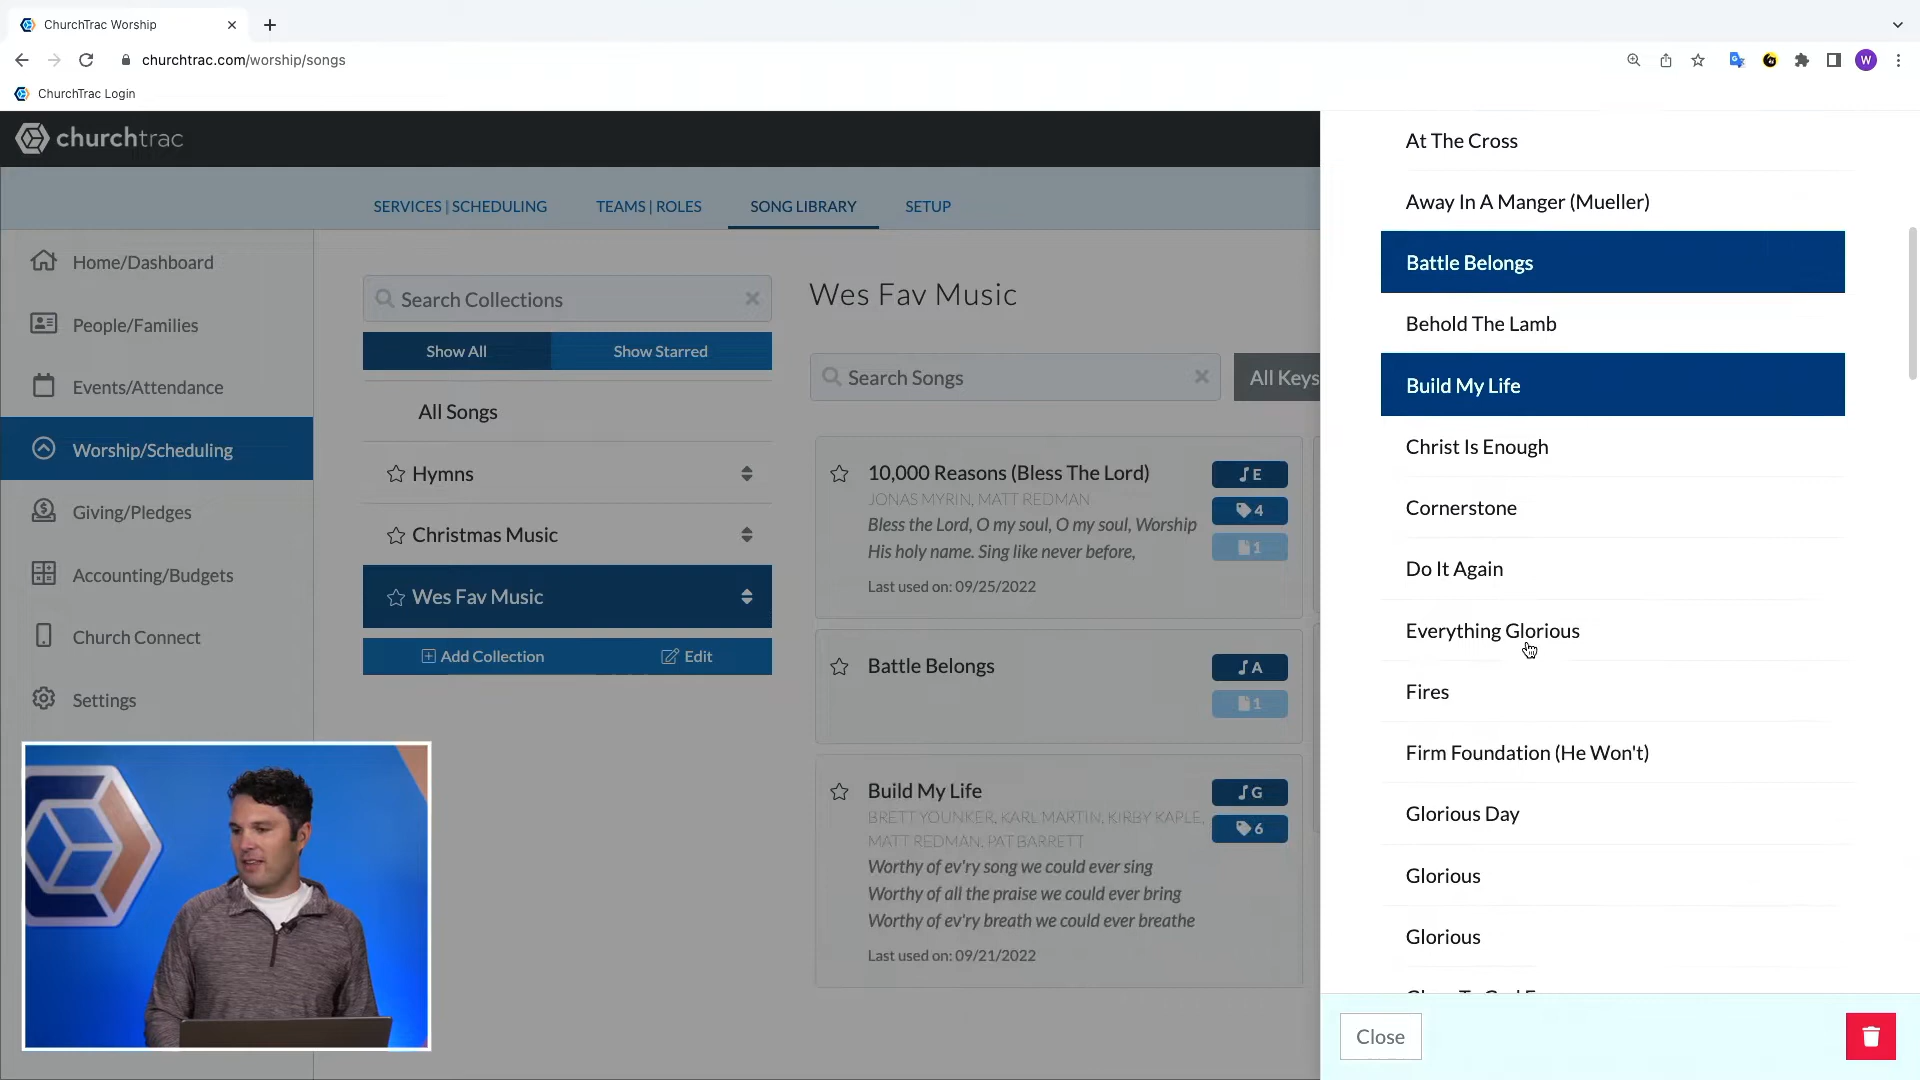 ChurchTrac Worship
churchtrac.com/worship/songs
W
ChurchTrac Login
churchtrac
SERVICES | SCHEDULING
TEAMS | ROLES
SONG LIBRARY
SETUP
Home/Dashboard
People/Families
Events/Attendance
Worship/Scheduling
Giving/Pledges
Accounting/Budgets
Church Connect
Settings
Search Collections
Show All
Show Starred
All Songs
Hymns
Christmas Music
Wes Fav Music
Add Collection
Edit
Wes Fav Music
Search Songs
All Keys
10,000 Reasons (Bless The Lord)
JONAS MYRIN, MATT REDMAN
Bless the Lord, O my soul, O my soul, Worship
His holy name. Sing like never before,
Last used on: 09/25/2022
E
4
1
Battle Belongs
A
1
Build My Life
BRETT YOUNKER, KARL MARTIN, KIRBY KAPLE,
MATT REDMAN, PAT BARRETT
Worthy of ev'ry song we could ever sing
Worthy of all the praise we could ever bring
Worthy of ev'ry breath we could ever breathe
Last used on: 09/21/2022
G
6
At The Cross
Away In A Manger (Mueller)
Battle Belongs
Behold The Lamb
Build My Life
Christ Is Enough
Cornerstone
Do It Again
Everything Glorious
Fires
Firm Foundation (He Won't)
Glorious Day
Glorious
Glorious
Close